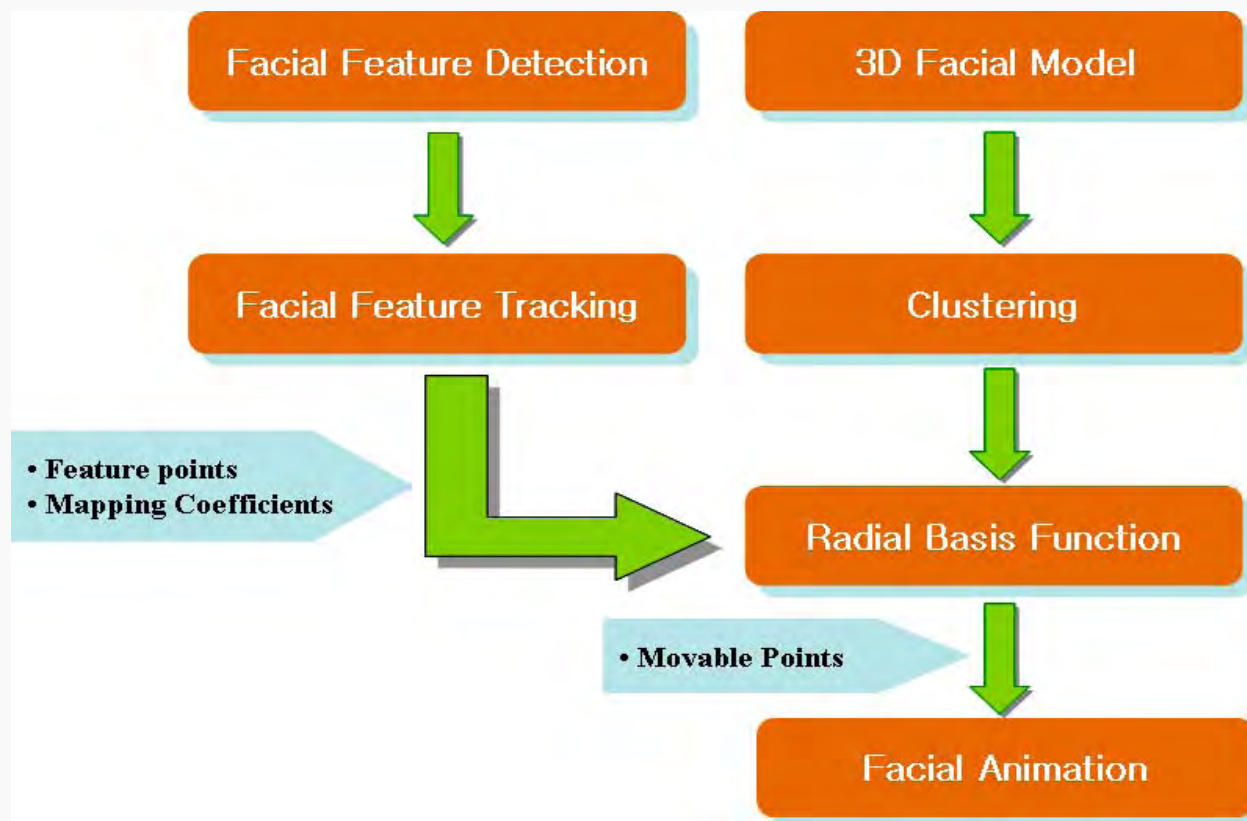 Facial Feature Detection
3D Facial Model
Facial Feature Tracking
Clustering
• Feature points
• Mapping Coefficients
Radial Basis Function
• Movable Points
Facial Animation